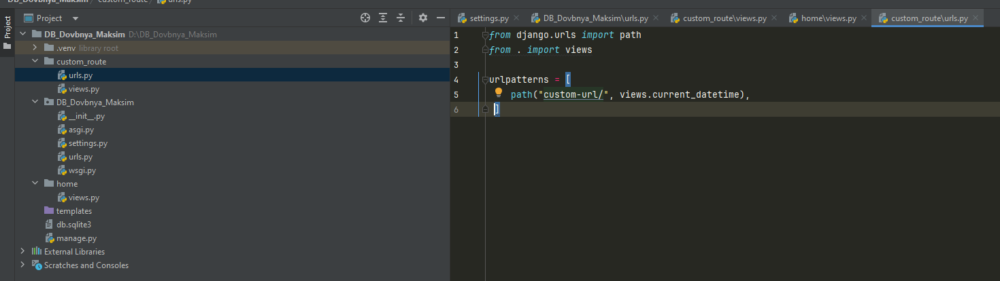 DB_Dovbnya_Maksim custom_route urls.py
Project
Project
settings.py
DB_Dovbnya_Maksim\urls.py
custom_route\views.py
home\views.py
custom_route\urls.py
DB_Dovbnya_Maksim D:\DB_Dovbnya_Maksim
.venv library root
custom_route
urls.py
views.py
DB_Dovbnya_Maksim
__init__.py
asgi.py
settings.py
urls.py
wsgi.py
home
views.py
templates
db.sqlite3
manage.py
External Libraries
Scratches and Consoles
1 from django.urls import path
2 from . import views
3
4 urlpatterns = [
5 path("custom-url/", views.current_datetime),
6 ]